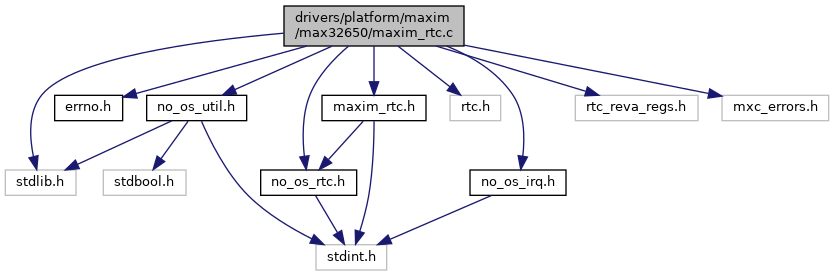 drivers/platform/maxim
/max32650/maxim_rtc.c
errno.h
no_os_util.h
maxim_rtc.h
rtc.h
rtc_reva_regs.h
mxc_errors.h
stdlib.h
stdbool.h
no_os_rtc.h
no_os_irq.h
stdint.h